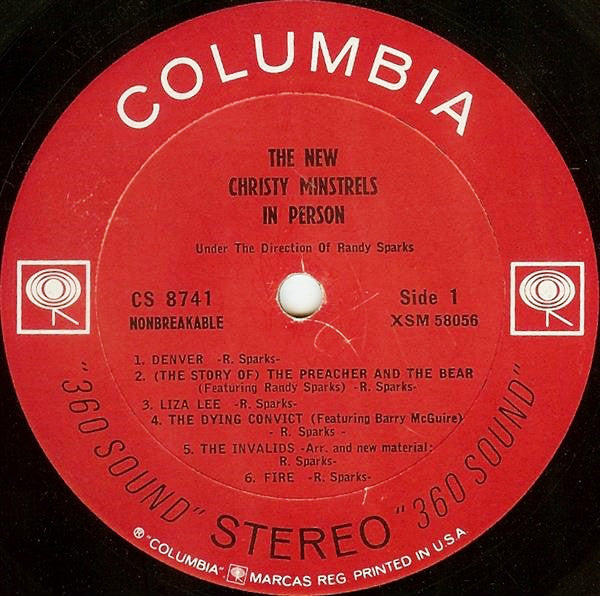 COLUMBIA
THE NEW
CHRISTY MINSTRELS
IN PERSON
Under The Direction Of Randy Sparks
CS 8741
NONBREAKABLE
Side 1
XSM 58056
1. DENVER -R. Sparks-
2. (THE STORY OF) THE PREACHER AND THE BEAR
(Featuring Randy Sparks) -R. Sparks-
3. LIZA LEE -R. Sparks-
4. THE DYING CONVICT (Featuring Barry McGuire)
- R. Sparks -
5. THE INVALIDS -Arr. and new material:
R. Sparks-
6. FIRE -R. Sparks-
"360 SOUND" STEREO "360 SOUND"
® "COLUMBIA". MARCAS REG. PRINTED IN U.S.A.